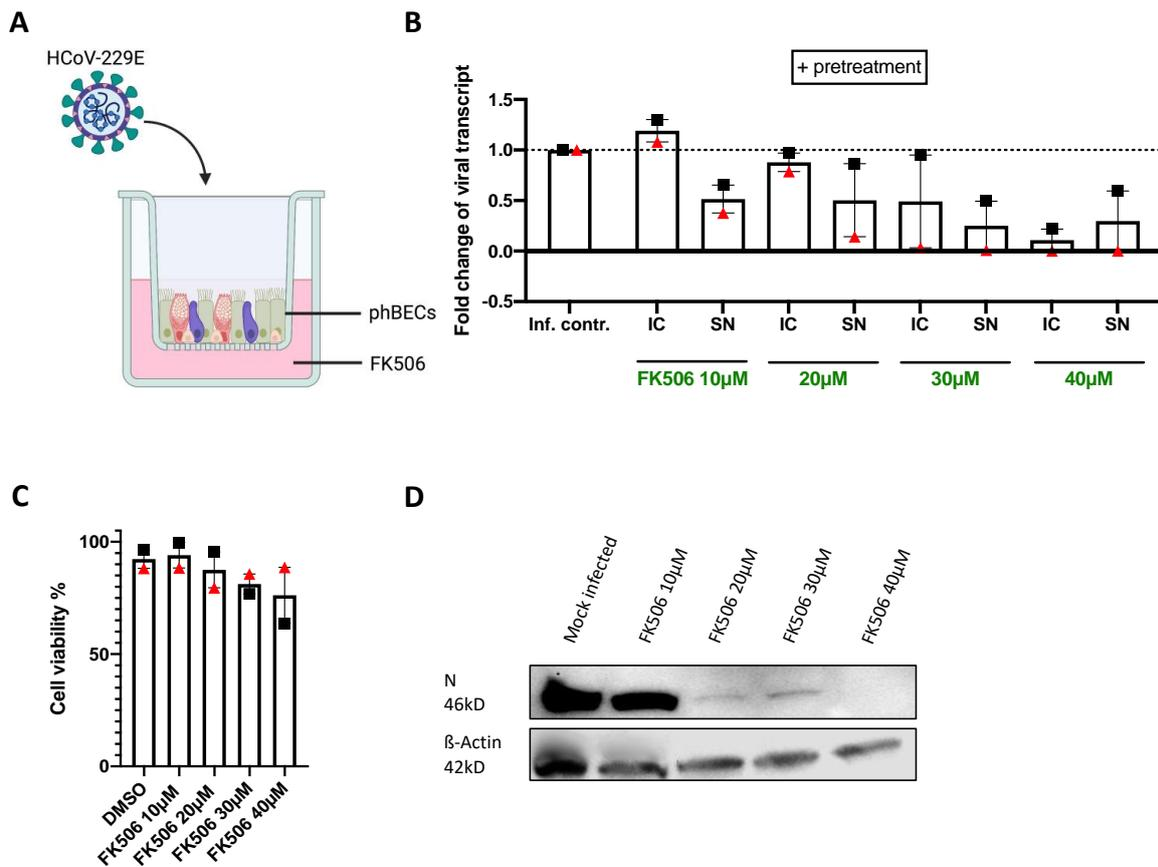 A
HCoV-229E
phBECs
FK506
B
+ pretreatment
Fold change of viral transcript
1.5
1.0
0.5
0.0
-0.5
Inf. contr. IC SN IC SN IC SN IC SN
FK506 10µM 20µM 30µM 40µM
C
Cell viability %
100
50
0
DMSO
FK506 10µM
FK506 20µM
FK506 30µM
FK506 40µM
D
Mock infected
FK506 10µM
FK506 20µM
FK506 30µM
FK506 40µM
N
46kD
ß-Actin
42kD